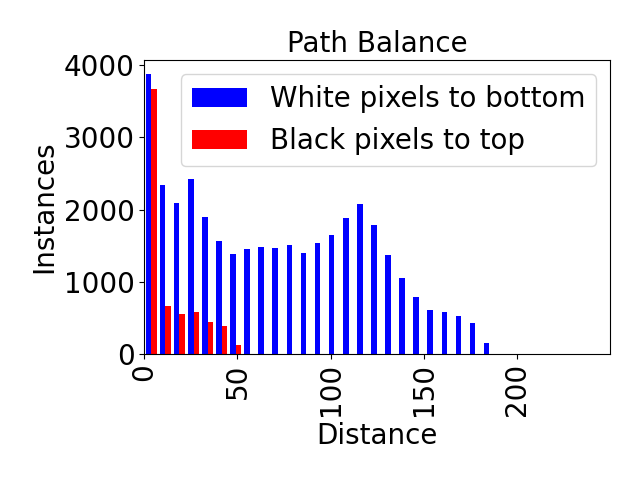 Path Balance
4000
3000
2000
1000
0
Instances
White pixels to bottom
Black pixels to top
0
50
100
150
200
Distance